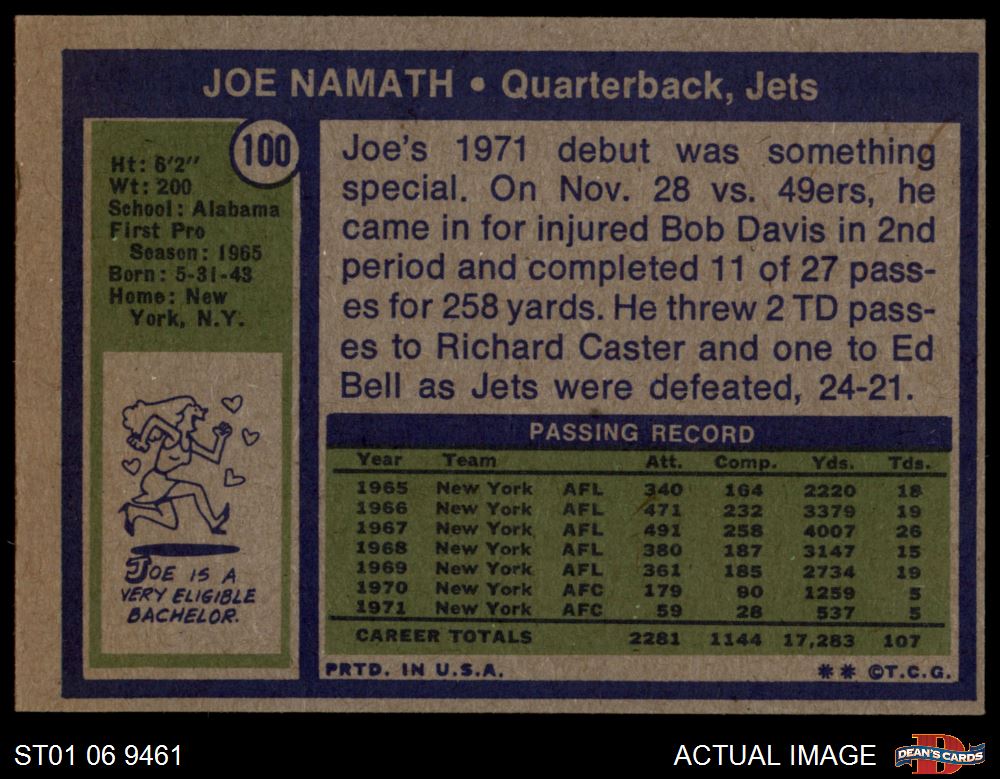 JOE NAMATH • Quarterback, Jets
100
Ht: 6'2"
Wt: 200
School: Alabama
First Pro
Season: 1965
Born: 5-31-43
Home: New
York, N.Y.
JOE IS A
VERY ELIGIBLE
BACHELOR.
Joe's 1971 debut was something
special. On Nov. 28 vs. 49ers, he
came in for injured Bob Davis in 2nd
period and completed 11 of 27 pass-
es for 258 yards. He threw 2 TD pass-
es to Richard Caster and one to Ed
Bell as Jets were defeated, 24-21.
PASSING RECORD
Year Team Att. Comp. Yds. Tds.
1965 New York AFL 340 164 2220 18
1966 New York AFL 471 232 3379 19
1967 New York AFL 491 258 4007 26
1968 New York AFL 380 187 3147 15
1969 New York AFL 361 185 2734 19
1970 New York AFC 179 90 1259 5
1971 New York AFC 59 28 537 5
CAREER TOTALS 2281 1144 17,283 107
PRTD. IN U.S.A. ** ©T.C.G.
ST01 06 9461 ACTUAL IMAGE DEAN'S CARDS